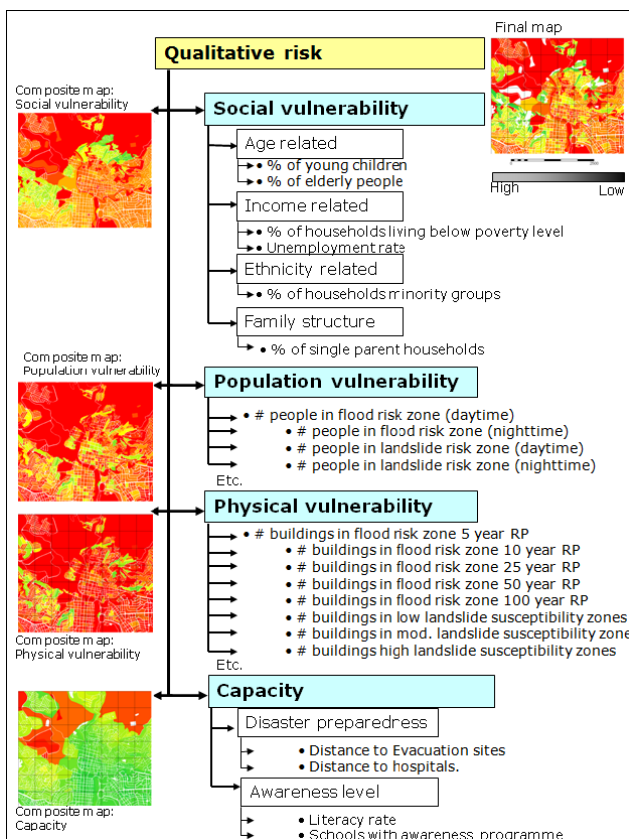 Final map
Qualitative risk
Composite map:
Social vulnerability
Social vulnerability
High
Low
Age related
• % of young children
• % of elderly people
Income related
• % of households living below poverty level
• Unemployment rate
Ethnicity related
• % of households minority groups
Family structure
• % of single parent households
Composite map:
Population vulnerability
Population vulnerability
• # people in flood risk zone (daytime)
• # people in flood risk zone (nighttime)
• # people in landslide risk zone (daytime)
• # people in landslide risk zone (nighttime)
Etc.
Physical vulnerability
• # buildings in flood risk zone 5 year RP
• # buildings in flood risk zone 10 year RP
• # buildings in flood risk zone 25 year RP
• # buildings in flood risk zone 50 year RP
• # buildings in flood risk zone 100 year RP
• # buildings in low landslide susceptibility zones
• # buildings in mod. landslide susceptibility zone
• # buildings high landslide susceptibility zones
Etc.
Composite map:
Physical vulnerability
Capacity
Disaster preparedness
• Distance to Evacuation sites
• Distance to hospitals.
Awareness level
• Literacy rate
• Schools with awareness programme
Composite map:
Capacity